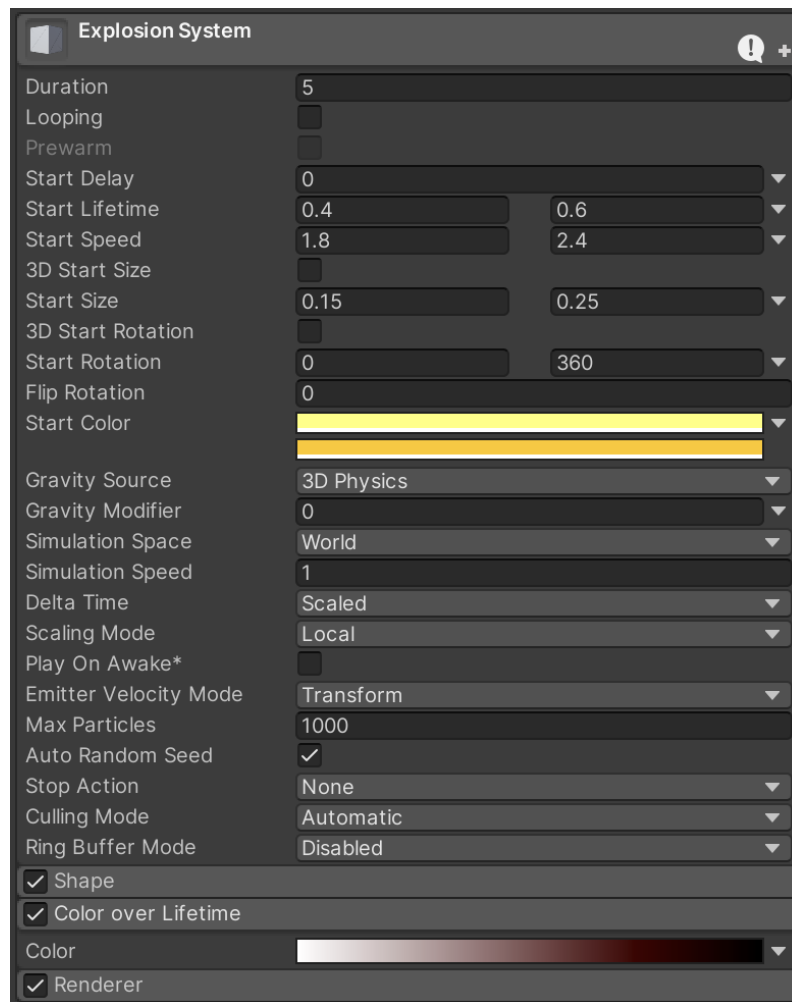 Explosion System
Duration 5
Looping
Prewarm
Start Delay 0
Start Lifetime 0.4 0.6
Start Speed 1.8 2.4
3D Start Size
Start Size 0.15 0.25
3D Start Rotation
Start Rotation 0 360
Flip Rotation 0
Start Color
Gravity Source 3D Physics
Gravity Modifier 0
Simulation Space World
Simulation Speed 1
Delta Time Scaled
Scaling Mode Local
Play On Awake*
Emitter Velocity Mode Transform
Max Particles 1000
Auto Random Seed
Stop Action None
Culling Mode Automatic
Ring Buffer Mode Disabled
Shape
Color over Lifetime
Color
Renderer